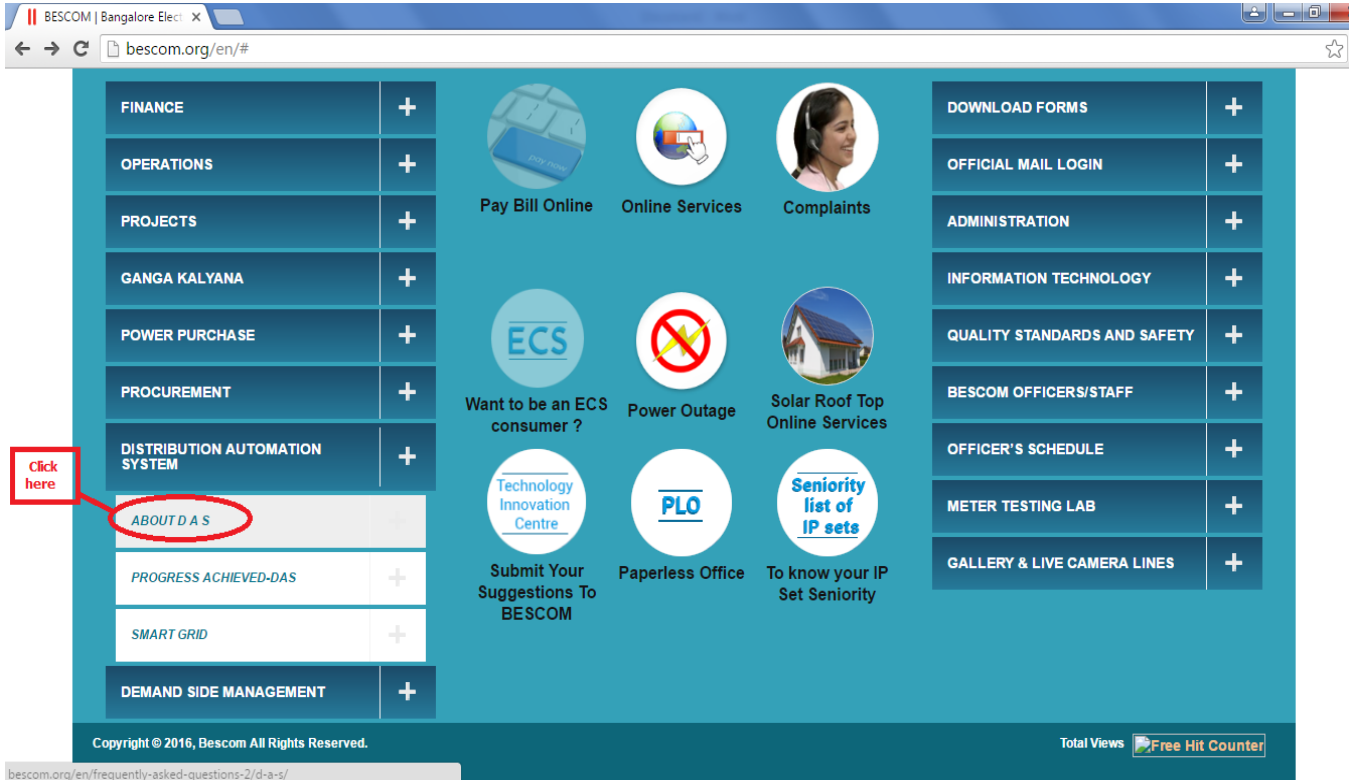 BESCOM | Bangalore Elect
bescom.org/en/#
FINANCE
OPERATIONS
PROJECTS
GANGA KALYANA
POWER PURCHASE
PROCUREMENT
DISTRIBUTION AUTOMATION
SYSTEM
Click
here
ABOUT D A S
PROGRESS ACHIEVED-DAS
SMART GRID
DEMAND SIDE MANAGEMENT
pay now
Pay Bill Online
Online Services
Complaints
ECS
Want to be an ECS
consumer ?
Power Outage
Solar Roof Top
Online Services
Technology
Innovation
Centre
Submit Your
Suggestions To
BESCOM
PLO
Paperless Office
Seniority
list of
IP sets
To know your IP
Set Seniority
DOWNLOAD FORMS
OFFICIAL MAIL LOGIN
ADMINISTRATION
INFORMATION TECHNOLOGY
QUALITY STANDARDS AND SAFETY
BESCOM OFFICERS/STAFF
OFFICER'S SCHEDULE
METER TESTING LAB
GALLERY & LIVE CAMERA LINES
Copyright © 2016, Bescom All Rights Reserved.
Total Views Free Hit Counter
bescom.org/en/frequently-asked-questions-2/d-a-s/